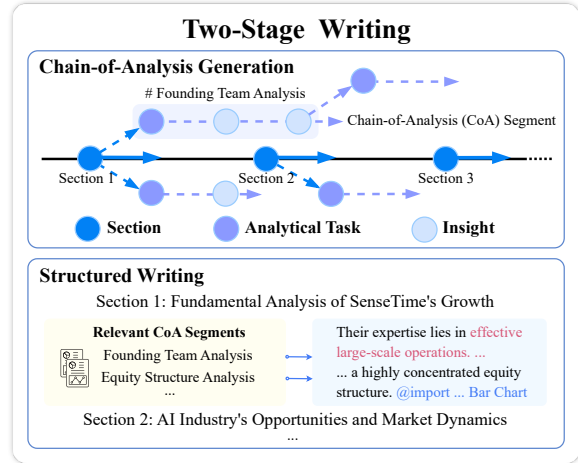 Two-Stage Writing
Chain-of-Analysis Generation
# Founding Team Analysis
Chain-of-Analysis (CoA) Segment
Section 1
Section 2
Section 3
Section
Analytical Task
Insight
Structured Writing
Section 1: Fundamental Analysis of SenseTime's Growth
Relevant CoA Segments
Founding Team Analysis
Equity Structure Analysis
...
Their expertise lies in effective
large-scale operations. ...
... a highly concentrated equity
structure. @import ... Bar Chart
Section 2: AI Industry's Opportunities and Market Dynamics
...